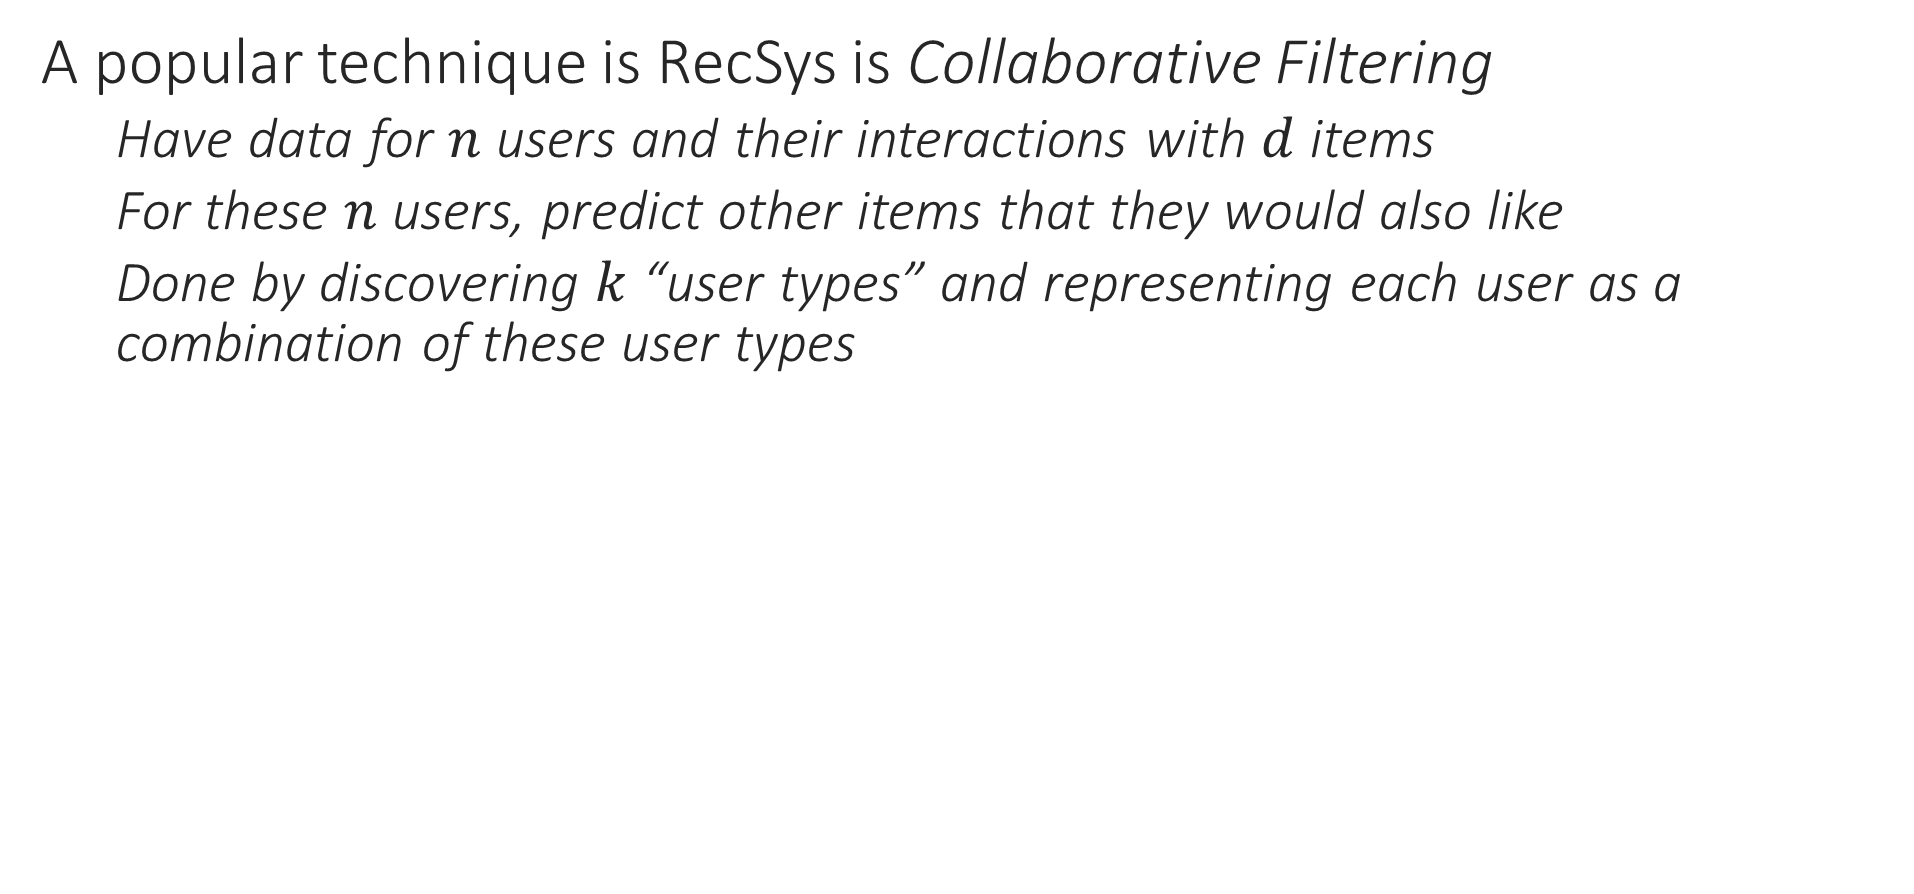 A popular technique is RecSys is Collaborative Filtering
Have data for n users and their interactions with d items
For these n users, predict other items that they would also like
Done by discovering k “user types” and representing each user as a
combination of these user types